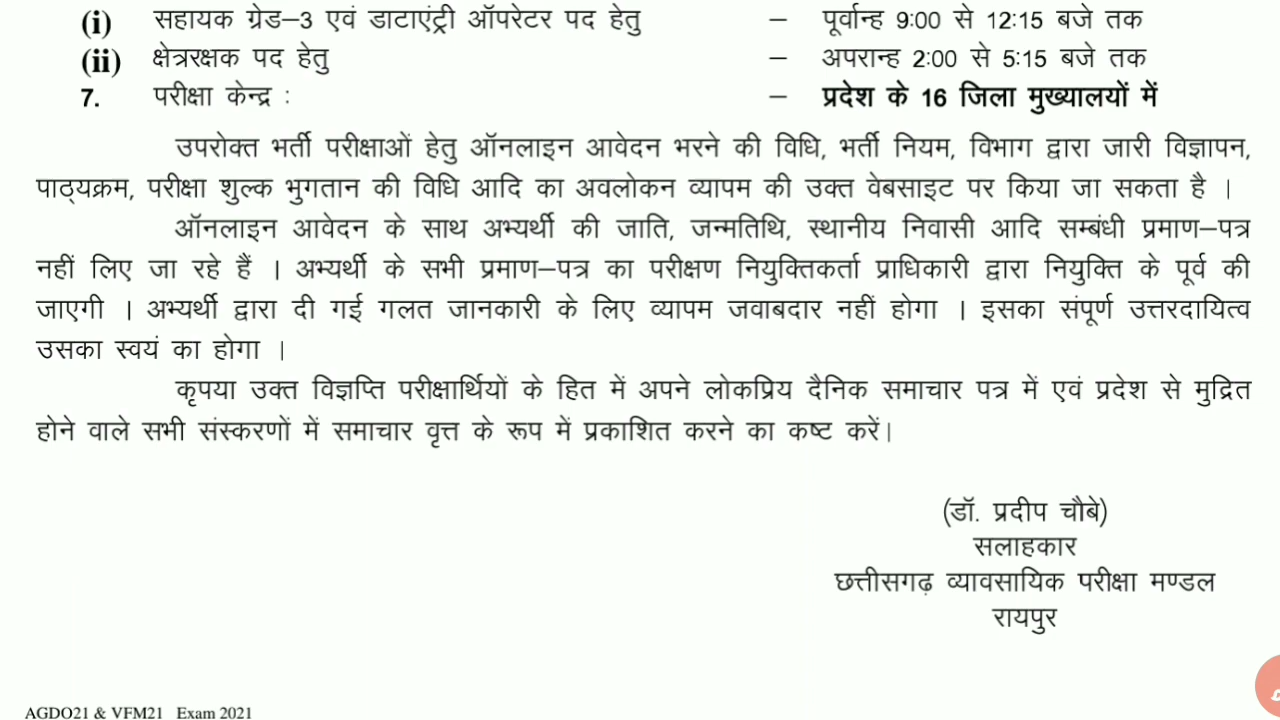 (i) सहायक ग्रेड–3 एवं डाटाएंट्री ऑपरेटर पद हेतु – पूर्वान्ह 9:00 से 12:15 बजे तक
(ii) क्षेत्ररक्षक पद हेतु – अपरान्ह 2:00 से 5:15 बजे तक
7. परीक्षा केन्द्र : – प्रदेश के 16 जिला मुख्यालयों में
उपरोक्त भर्ती परीक्षाओं हेतु ऑनलाइन आवेदन भरने की विधि, भर्ती नियम, विभाग द्वारा जारी विज्ञापन,
पाठ्यक्रम, परीक्षा शुल्क भुगतान की विधि आदि का अवलोकन व्यापम की उक्त वेबसाइट पर किया जा सकता है ।
ऑनलाइन आवेदन के साथ अभ्यर्थी की जाति, जन्मतिथि, स्थानीय निवासी आदि सम्बंधी प्रमाण–पत्र
नहीं लिए जा रहे हैं । अभ्यर्थी के सभी प्रमाण–पत्र का परीक्षण नियुक्तिकर्ता प्राधिकारी द्वारा नियुक्ति के पूर्व की
जाएगी । अभ्यर्थी द्वारा दी गई गलत जानकारी के लिए व्यापम जवाबदार नहीं होगा । इसका संपूर्ण उत्तरदायित्व
उसका स्वयं का होगा ।
कृपया उक्त विज्ञप्ति परीक्षार्थियों के हित में अपने लोकप्रिय दैनिक समाचार पत्र में एवं प्रदेश से मुद्रित
होने वाले सभी संस्करणों में समाचार वृत्त के रूप में प्रकाशित करने का कष्ट करें।
(डॉ. प्रदीप चौबे)
सलाहकार
छत्तीसगढ़ व्यावसायिक परीक्षा मण्डल
रायपुर
AGDO21 & VFM21 Exam 2021